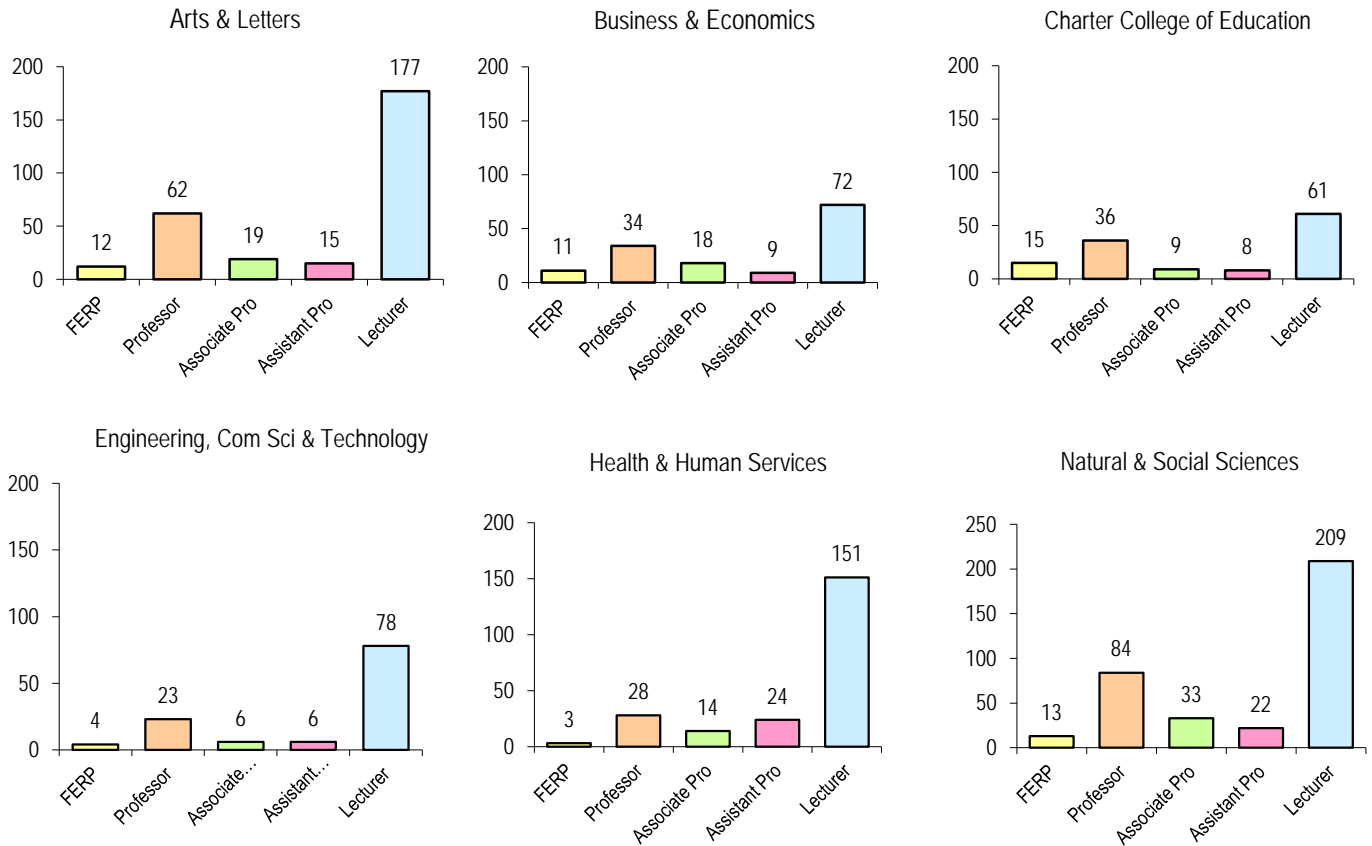 Arts & Letters
200
150
100
50
0
12
62
19
15
177
FERP
Professor
Associate Pro
Assistant Pro
Lecturer
Business & Economics
200
150
100
50
0
11
34
18
9
72
FERP
Professor
Associate Pro
Assistant Pro
Lecturer
Charter College of Education
200
150
100
50
0
15
36
9
8
61
FERP
Professor
Associate Pro
Assistant Pro
Lecturer
Engineering, Com Sci & Technology
200
150
100
50
0
4
23
6
6
78
FERP
Professor
Associate...
Assistant...
Lecturer
Health & Human Services
200
150
100
50
0
3
28
14
24
151
FERP
Professor
Associate Pro
Assistant Pro
Lecturer
Natural & Social Sciences
250
200
150
100
50
0
13
84
33
22
209
FERP
Professor
Associate Pro
Assistant Pro
Lecturer